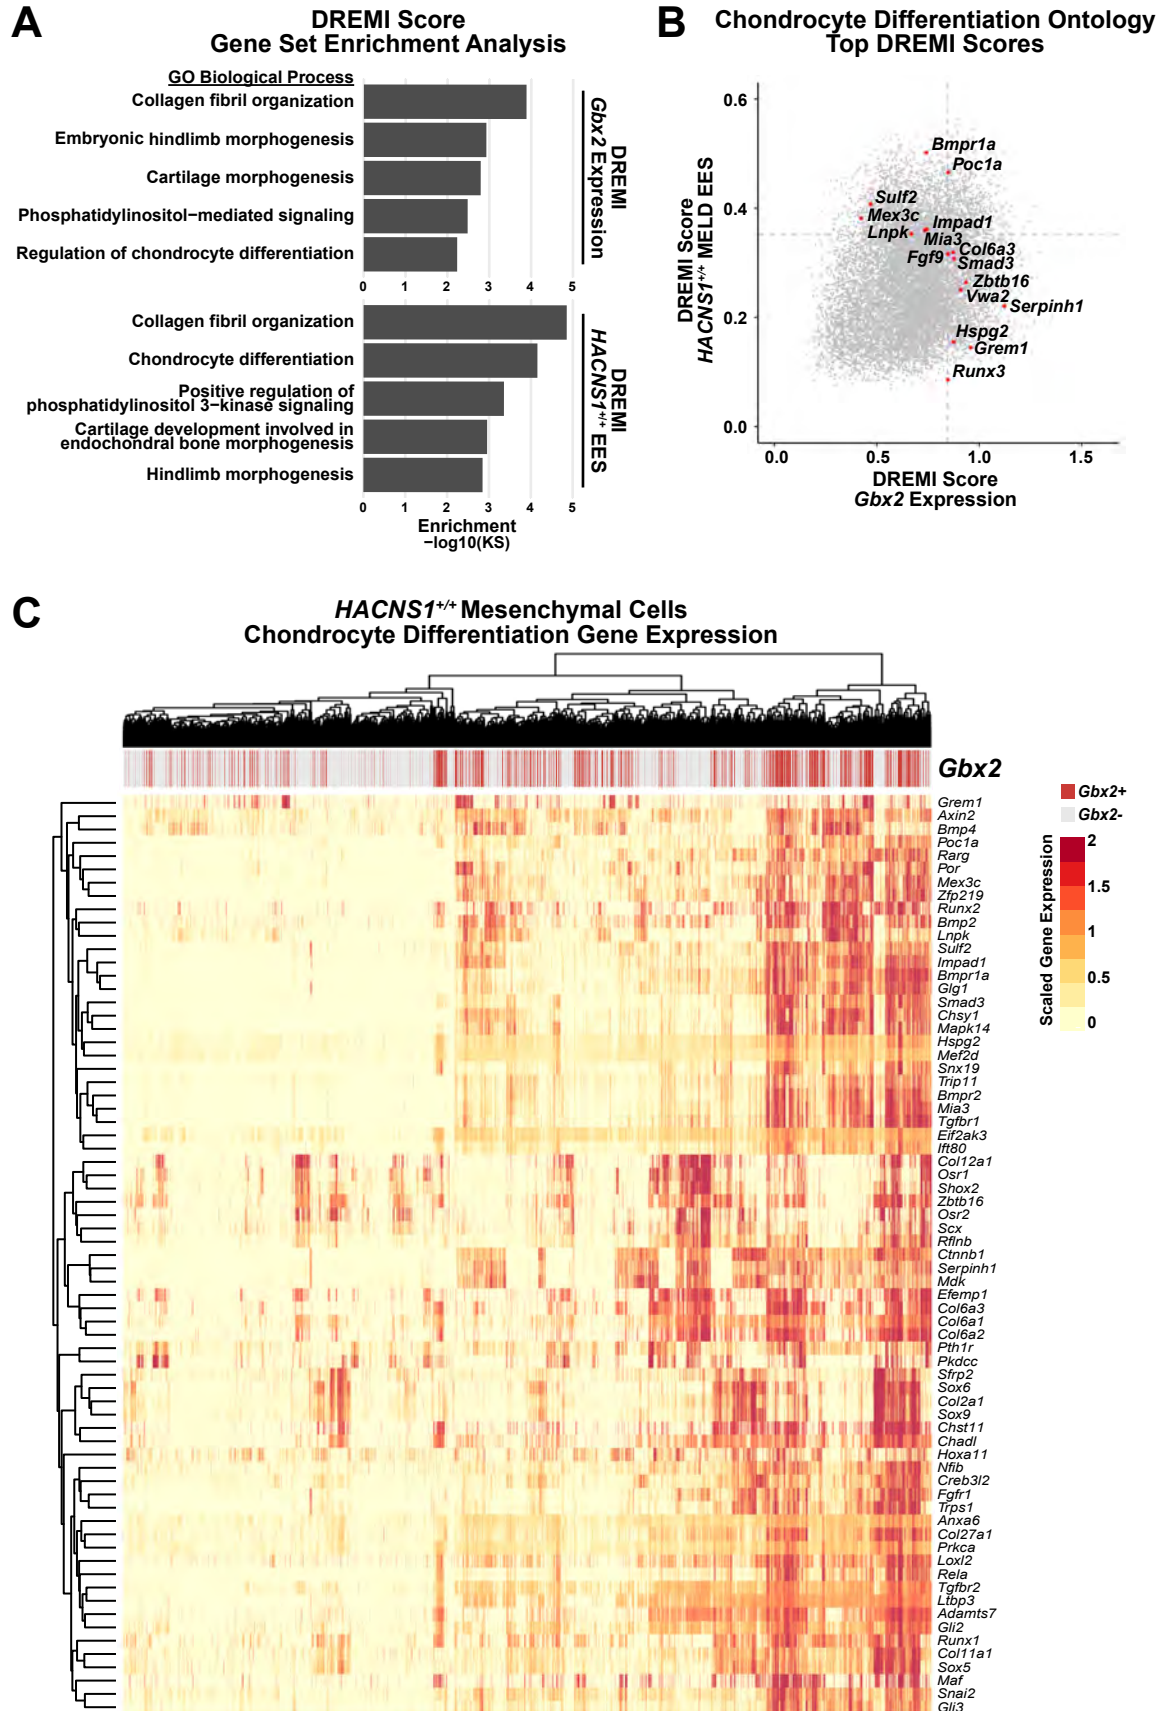 A
DREMI Score
Gene Set Enrichment Analysis
GO Biological Process
Collagen fibril organization
Embryonic hindlimb morphogenesis
Cartilage morphogenesis
Phosphatidylinositol−mediated signaling
Regulation of chondrocyte differentiation
0 1 2 3 4 5
DREMI
Gbx2 Expression
Collagen fibril organization
Chondrocyte differentiation
Positive regulation of
phosphatidylinositol 3−kinase signaling
Cartilage development involved in
endochondral bone morphogenesis
Hindlimb morphogenesis
0 1 2 3 4 5
Enrichment
−log10(KS)
DREMI
HACNS1+/+ EES
B
Chondrocyte Differentiation Ontology
Top DREMI Scores
DREMI Score
HACNS1+/+ MELD EES
0.6
0.4
0.2
0.0
Bmpr1a
Poc1a
Sulf2
Mex3c
Impad1
Lnpk
Mia3
Col6a3
Fgf9
Smad3
Zbtb16
Vwa2
Serpinh1
Hspg2
Grem1
Runx3
0.0 0.5 1.0 1.5
DREMI Score
Gbx2 Expression
C
HACNS1+/+ Mesenchymal Cells
Chondrocyte Differentiation Gene Expression
Gbx2
Gbx2+
Gbx2-
Scaled Gene Expression
2
1.5
1
0.5
0
Grem1
Axin2
Bmp4
Poc1a
Rarg
Por
Mex3c
Zfp219
Runx2
Bmp2
Lnpk
Sulf2
Impad1
Bmpr1a
Glg1
Smad3
Chsy1
Mapk14
Hspg2
Mef2d
Snx19
Trip11
Bmpr2
Mia3
Tgfbr1
Eif2ak3
Ift80
Col12a1
Osr1
Shox2
Zbtb16
Osr2
Scx
Rflnb
Ctnnb1
Serpinh1
Mdk
Efemp1
Col6a3
Col6a1
Col6a2
Pth1r
Pkdcc
Sfrp2
Sox6
Col2a1
Sox9
Chst11
Chadl
Hoxa11
Nfib
Creb3l2
Fgfr1
Trps1
Anxa6
Col27a1
Prkca
Loxl2
Rela
Tgfbr2
Ltbp3
Adamts7
Gli2
Runx1
Col11a1
Sox5
Maf
Snai2
Gli3